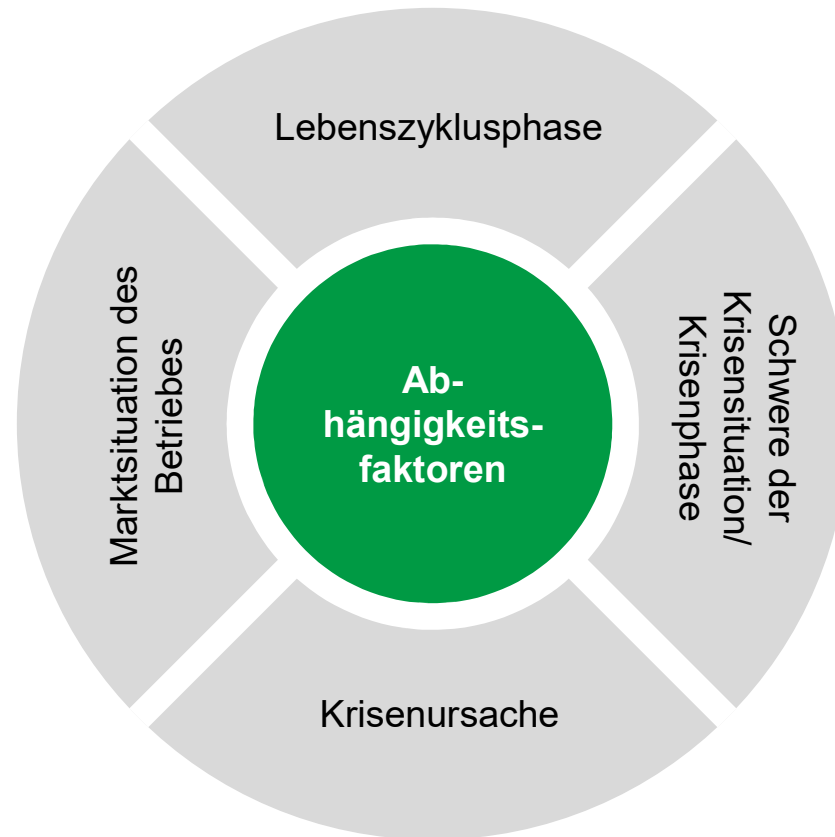 Lebenszyklusphase
Marktsituation des
Betriebes
Ab-
hängigkeits-
faktoren
Schwere der
Krisensituation/
Krisenphase
Krisenursache